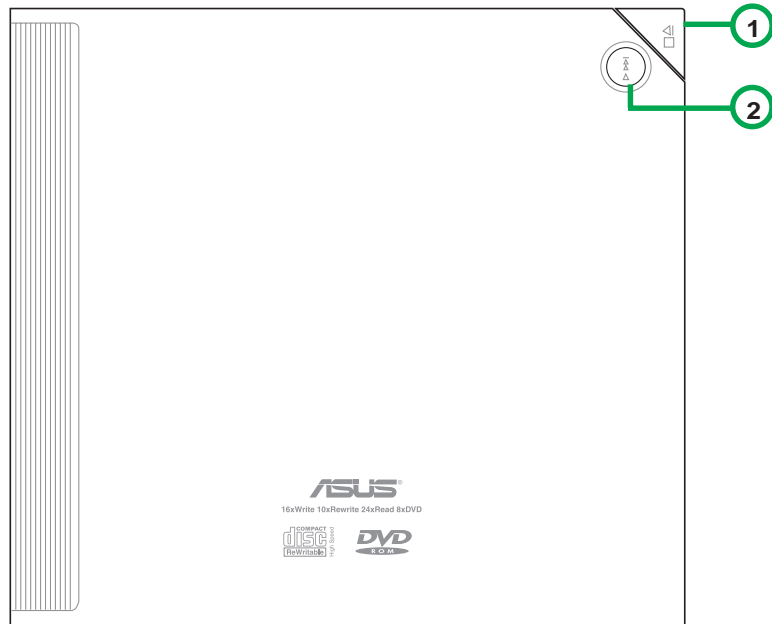 1
2
ASUS®
16xWrite 10xRewrite 24xRead 8xDVD
COMPACT
disc
ReWritable
High Speed
DVD
ROM